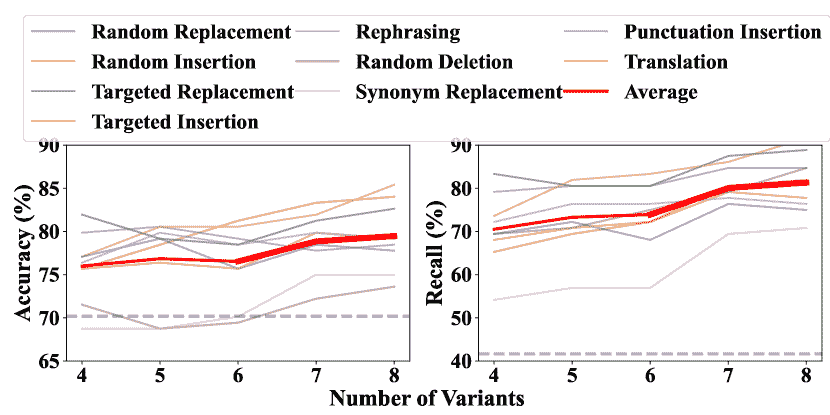 Random Replacement Rephrasing Punctuation Insertion
Random Insertion Random Deletion Translation
Targeted Replacement Synonym Replacement Average
Targeted Insertion
90 90
85
80 80
75
70 70
65
60
50
40
Accuracy (%)
Recall (%)
4 5 6 7 8 4 5 6 7 8
Number of Variants